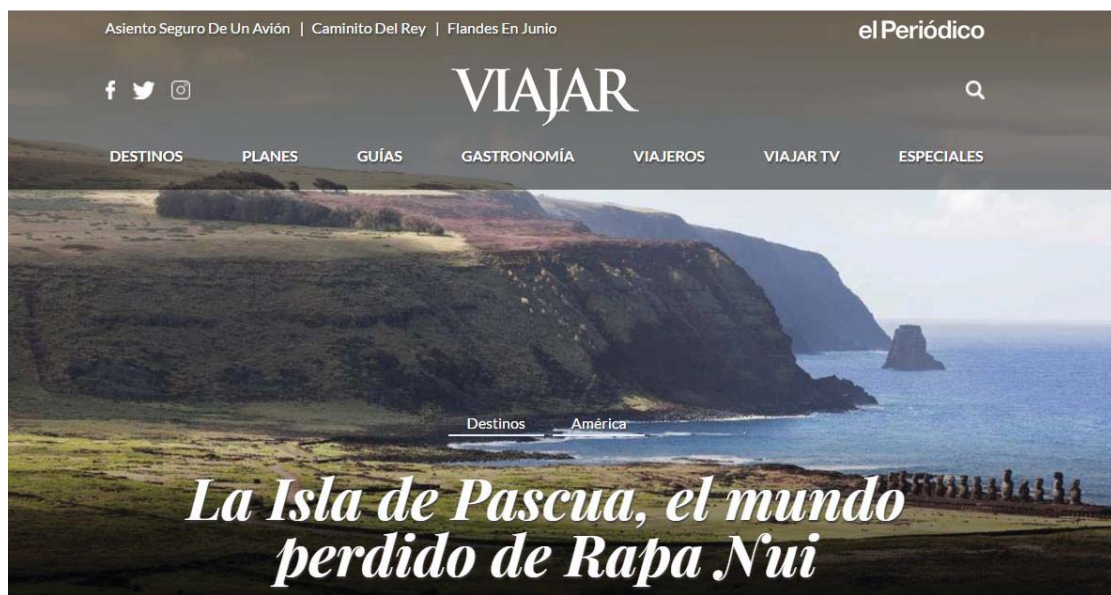 Asiento Seguro De Un Avión | Caminito Del Rey | Flandes En Junio
elPeriódico
VIAJAR
DESTINOS PLANES GUÍAS GASTRONOMÍA VIAJEROS VIAJAR TV ESPECIALES
Destinos América
La Isla de Pascua, el mundo
perdido de Rapa Nui